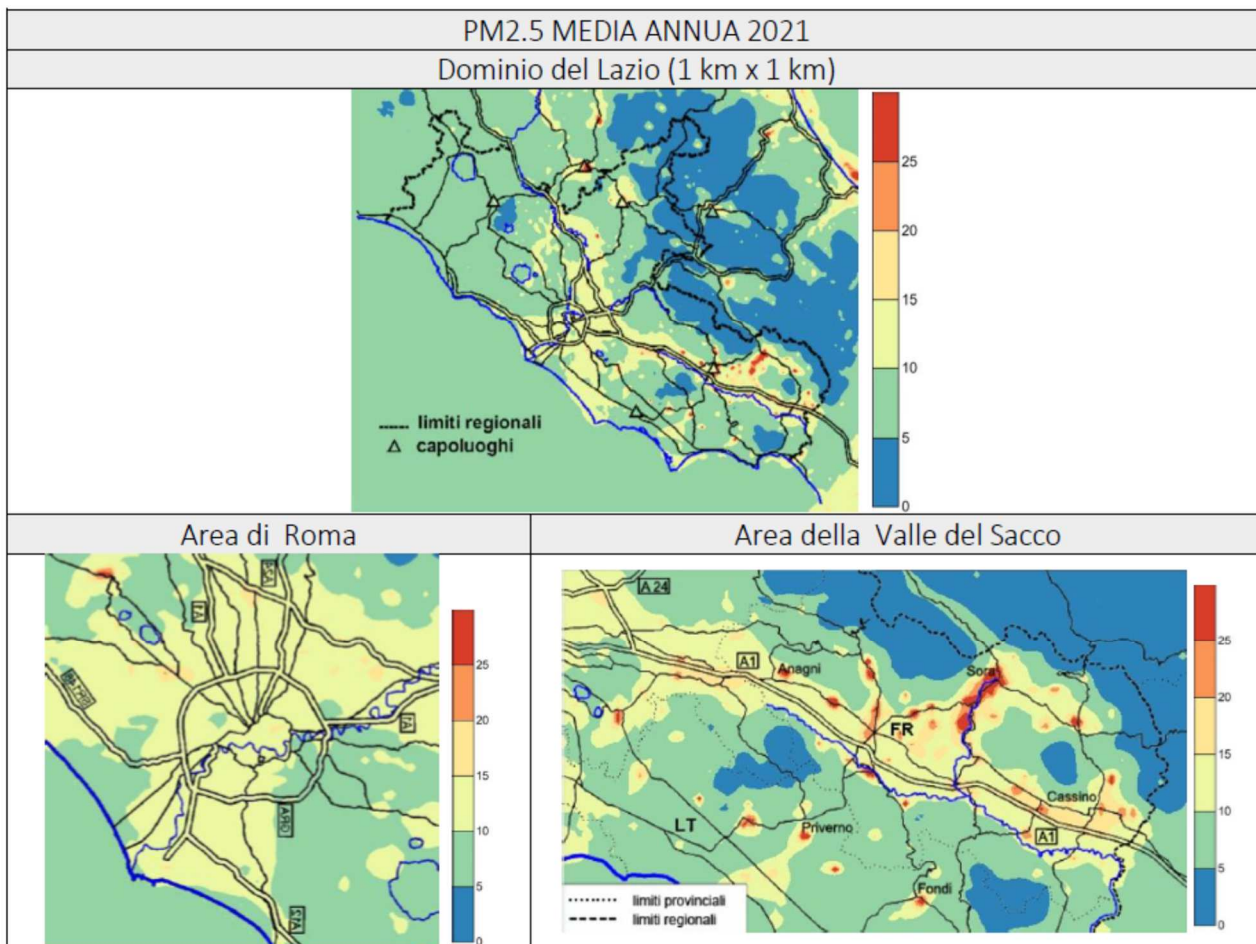 PM2.5 MEDIA ANNUA 2021
Dominio del Lazio (1 km x 1 km)
25
20
15
10
5
0
limiti regionali
capoluoghi
Area di Roma
Area della Valle del Sacco
25
20
15
10
5
0
A 24
A1
Anagni
Sora
FR
Cassino
LT
Priverno
A1
Fondi
limiti provinciali
limiti regionali
25
20
15
10
5
0